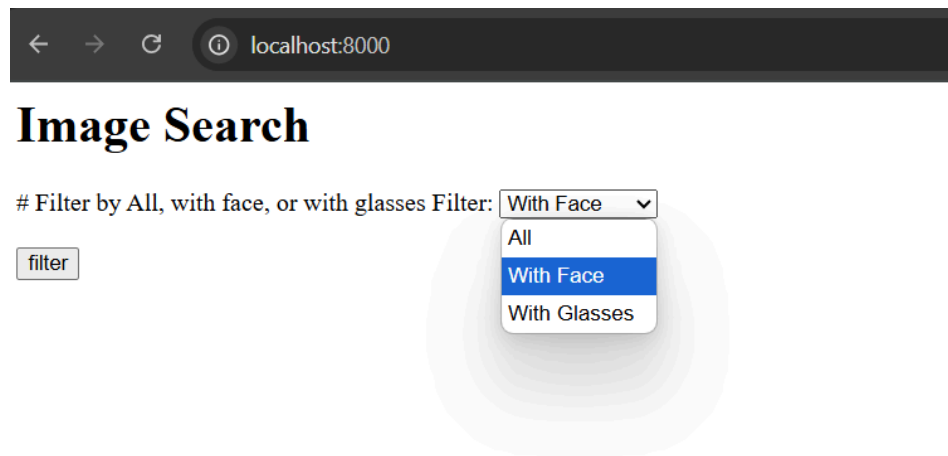 localhost:8000
Image Search
# Filter by All, with face, or with glasses Filter: With Face
All
filter
With Face
With Glasses